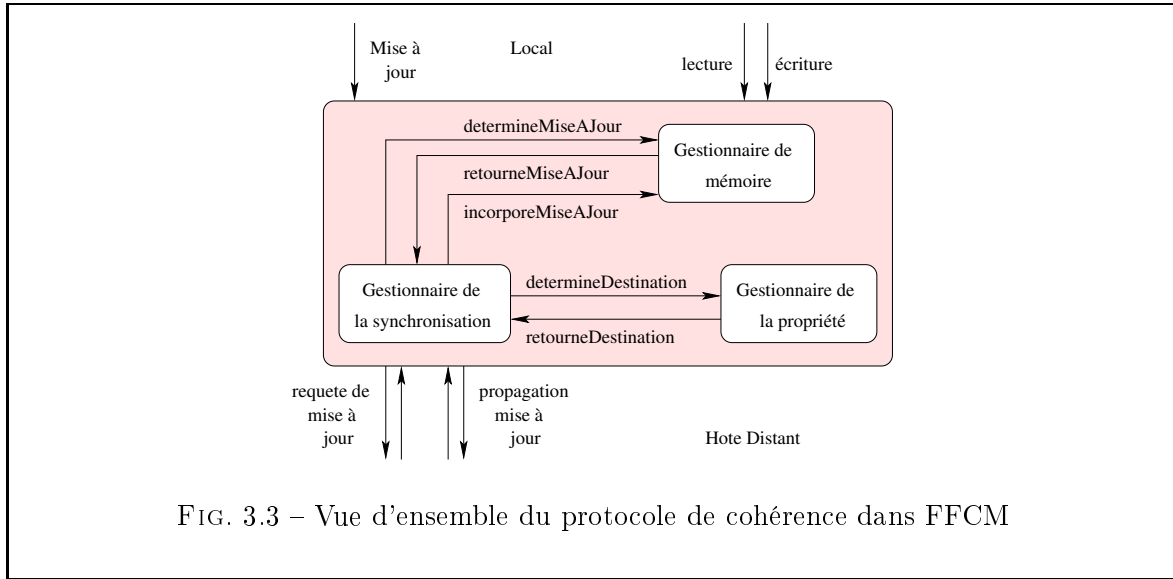 Mise à
jour
Local
lecture
écriture
determineMiseAJour
retourneMiseAJour
incorporeMiseAJour
Gestionnaire de
mémoire
Gestionnaire de
la synchronisation
determineDestination
retourneDestination
Gestionnaire de
la propriété
requete de
mise à
jour
propagation
mise à
jour
Hote Distant
FIG. 3.3 – Vue d'ensemble du protocole de cohérence dans FFCM